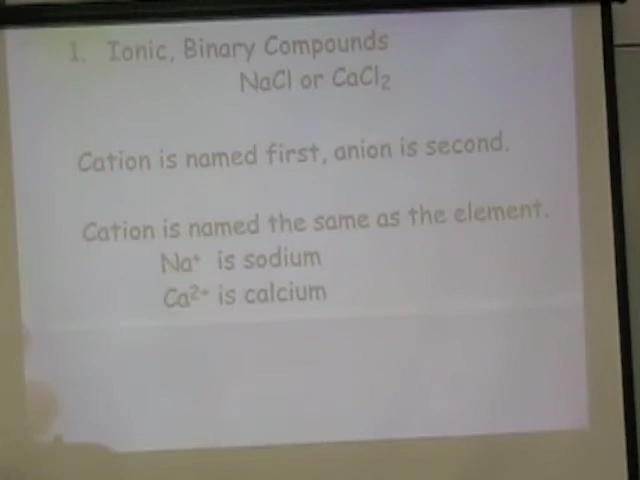 1. Ionic, Binary Compounds
NaCl or CaCl₂
Cation is named first, anion is second.
Cation is named the same as the element.
Na⁺ is sodium
Ca²⁺ is calcium